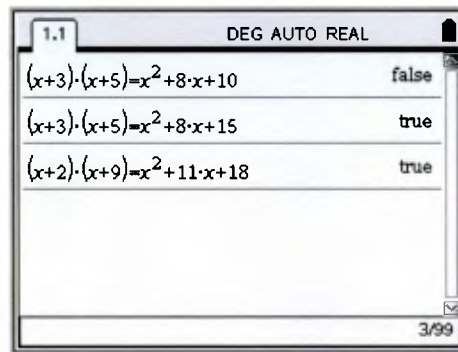 1.1 DEG AUTO REAL
(x+3)·(x+5)=x²+8·x+10 false
(x+3)·(x+5)=x²+8·x+15 true
(x+2)·(x+9)=x²+11·x+18 true
3/99